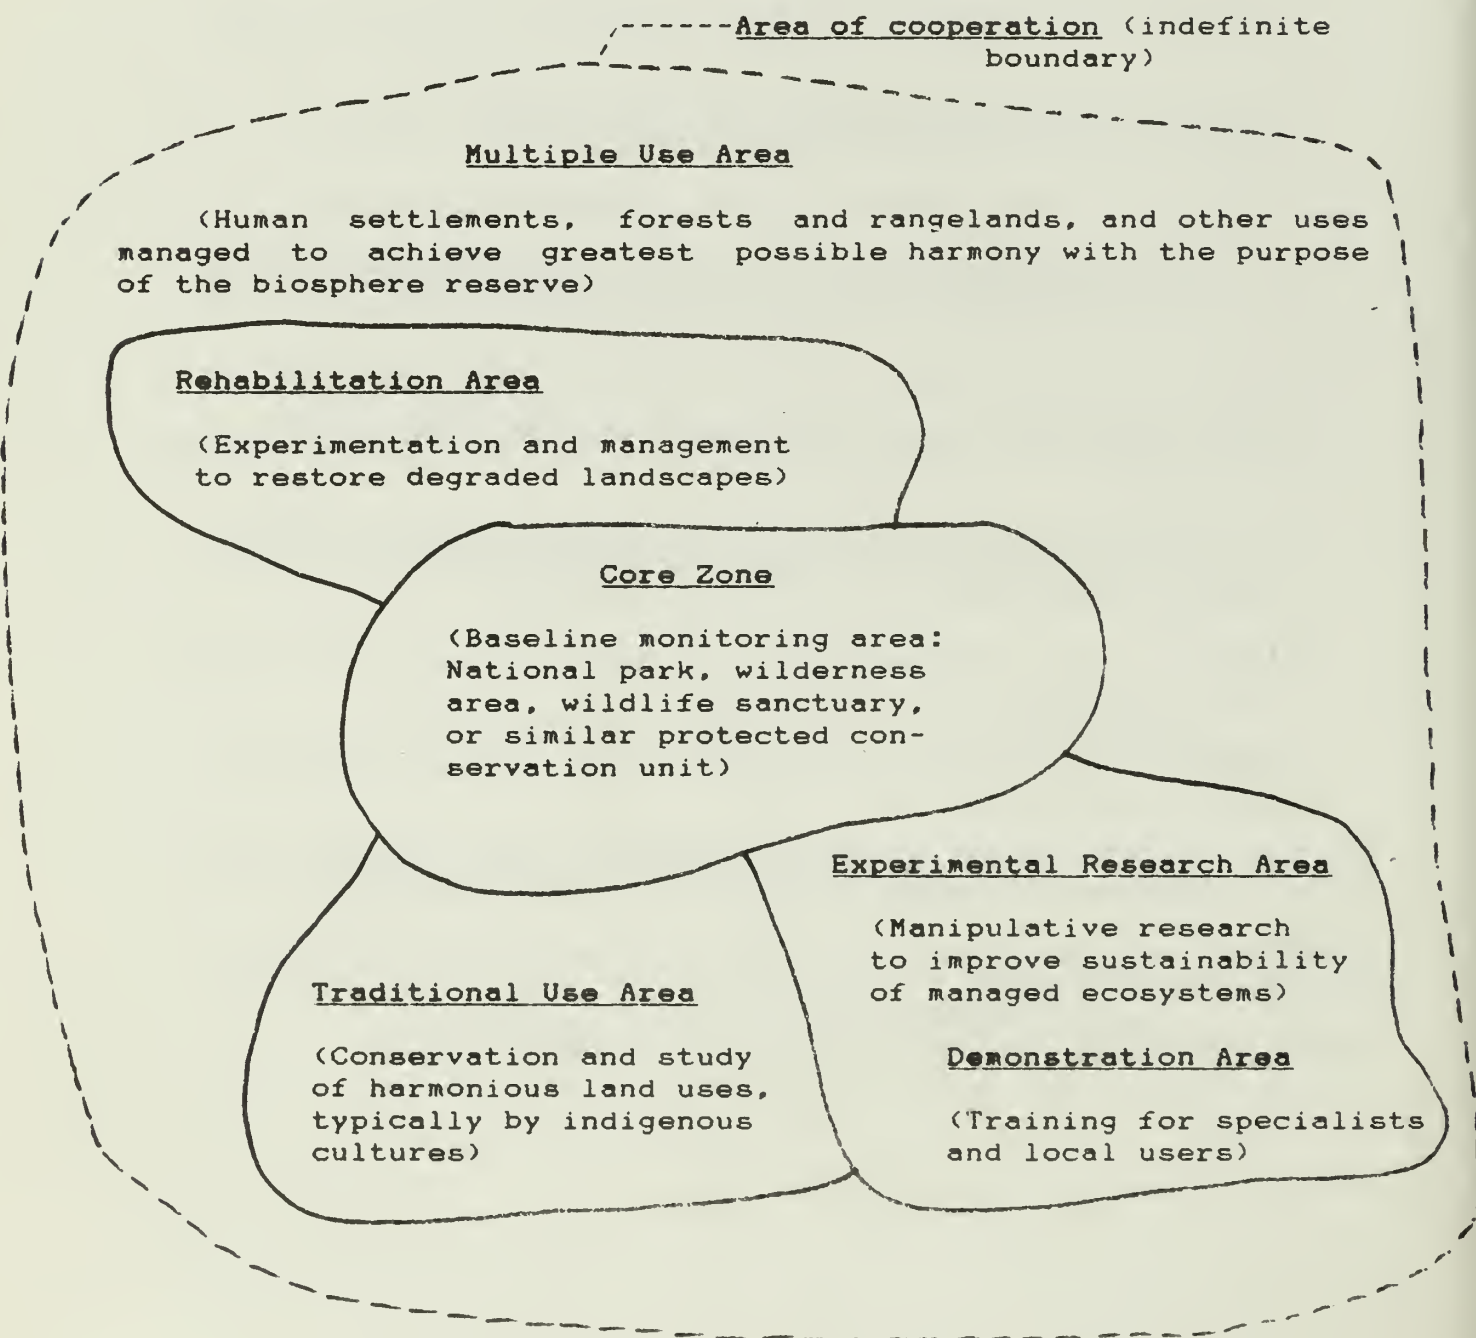 Area of cooperation (indefinite
boundary)
Multiple Use Area
(Human settlements, forests and rangelands, and other uses
managed to achieve greatest possible harmony with the purpose
of the biosphere reserve)
Rehabilitation Area
(Experimentation and management
to restore degraded landscapes)
Core Zone
(Baseline monitoring area:
National park, wilderness
area, wildlife sanctuary,
or similar protected con-
servation unit)
Experimental Research Area
(Manipulative research
to improve sustainability
of managed ecosystems)
Demonstration Area
(Training for specialists
and local users)
Traditional Use Area
(Conservation and study
of harmonious land uses,
typically by indigenous
cultures)